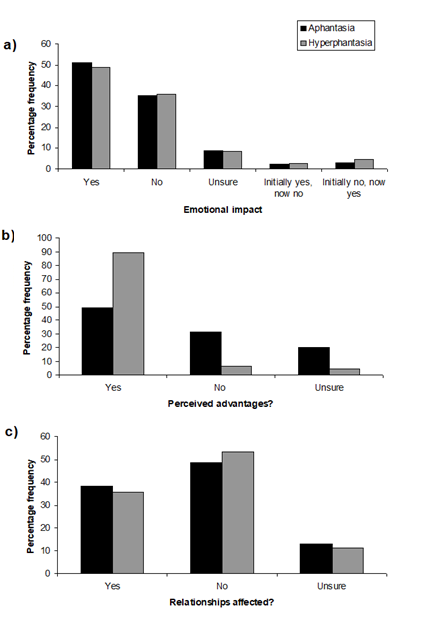 Aphantasia
Hyperphantasia
a)
Percentage frequency
60
50
40
30
20
10
0
Yes
No
Unsure
Initially yes,
now no
Initially no, now
yes
Emotional impact
b)
Percentage frequency
100
90
80
70
60
50
40
30
20
10
0
Yes
No
Unsure
Perceived advantages?
c)
Percentage frequency
60
50
40
30
20
10
0
Yes
No
Unsure
Relationships affected?